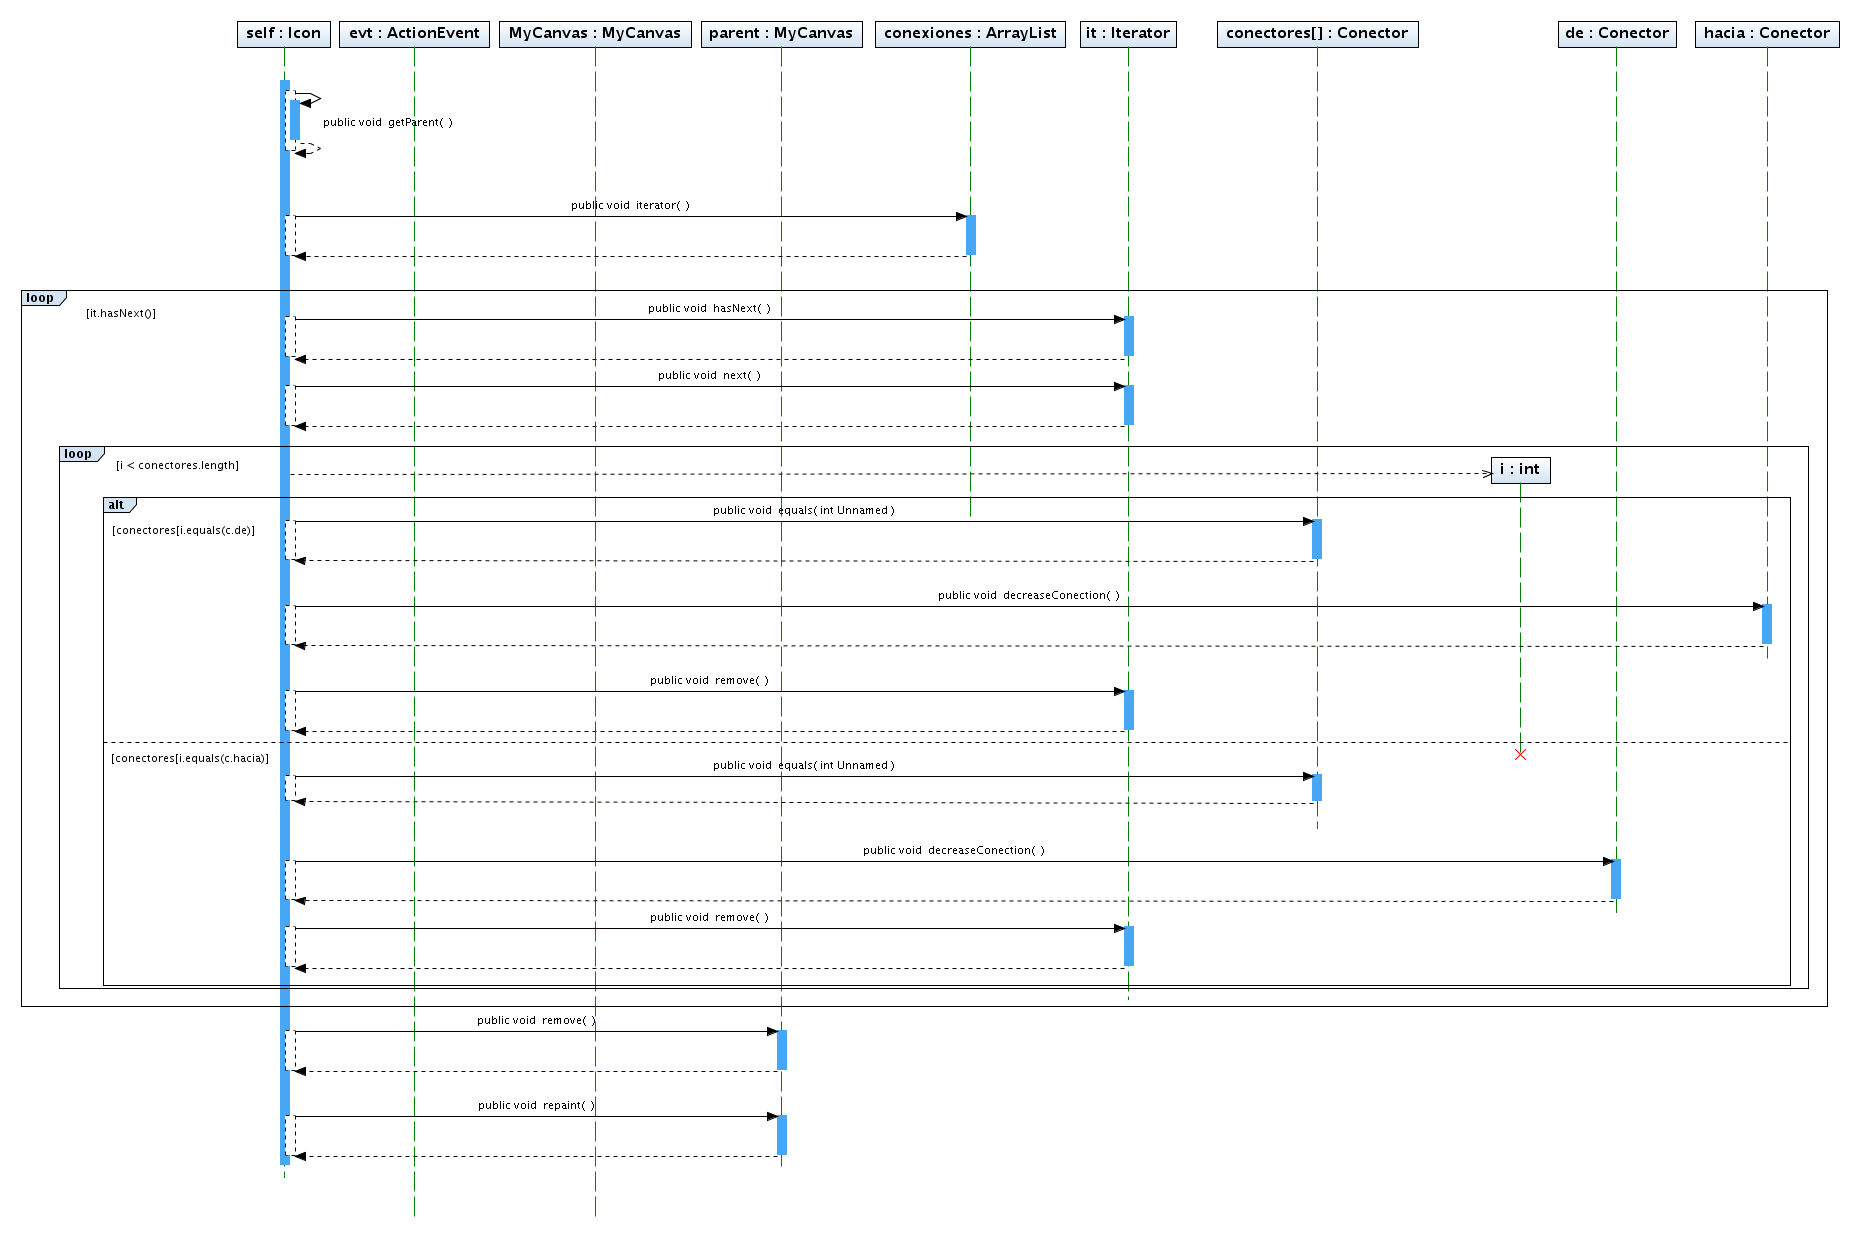 self : Icon
evt : ActionEvent
MyCanvas : MyCanvas
parent : MyCanvas
conexiones : ArrayList
it : Iterator
conectores[] : Conector
de : Conector
hacia : Conector
public void getParent( )
public void iterator( )
loop
[it.hasNext()]
public void hasNext( )
public void next( )
loop
[i < conectores.length]
i : int
alt
public void equals( int Unnamed )
[conectores[i.equals(c.de)]
public void decreaseConection( )
public void remove( )
[conectores[i.equals(c.hacia)]
public void equals( int Unnamed )
public void decreaseConection( )
public void remove( )
public void remove( )
public void repaint( )